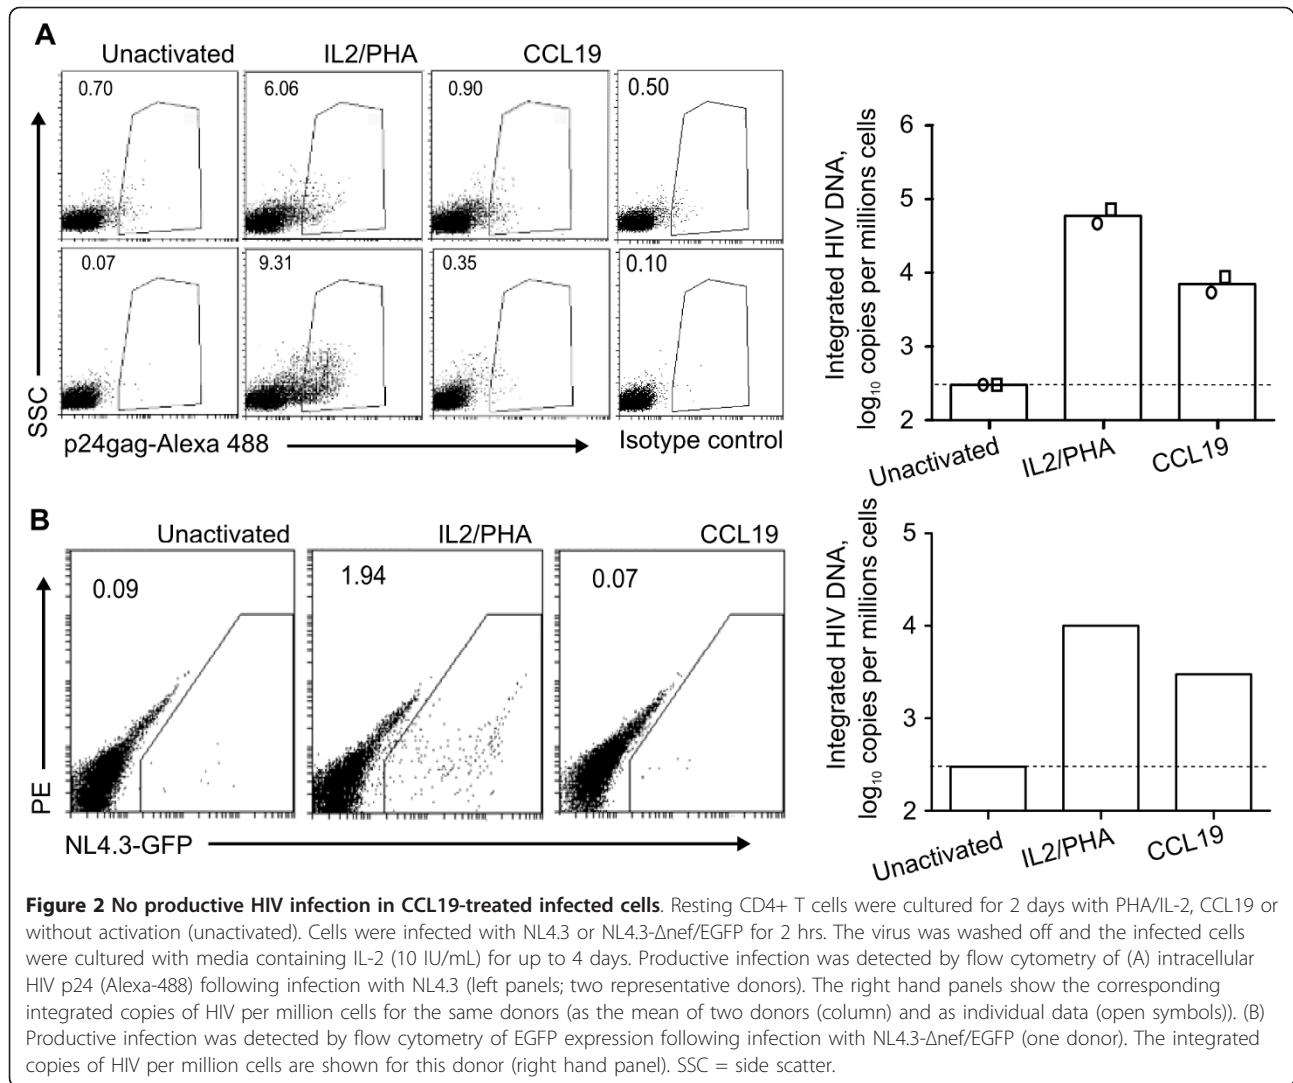 A
Unactivated IL2/PHA CCL19
0.70 6.06 0.90 0.50
0.07 9.31 0.35 0.10
SSC
p24gag-Alexa 488 Isotype control
Integrated HIV DNA,
log₁₀ copies per millions cells
6
5
4
3
2
Unactivated IL2/PHA CCL19
B
Unactivated IL2/PHA CCL19
0.09 1.94 0.07
PE
NL4.3-GFP
Integrated HIV DNA,
log₁₀ copies per millions cells
5
4
3
2
Unactivated IL2/PHA CCL19
Figure 2 No productive HIV infection in CCL19-treated infected cells. Resting CD4+ T cells were cultured for 2 days with PHA/IL-2, CCL19 or
without activation (unactivated). Cells were infected with NL4.3 or NL4.3-Δnef/EGFP for 2 hrs. The virus was washed off and the infected cells
were cultured with media containing IL-2 (10 IU/mL) for up to 4 days. Productive infection was detected by flow cytometry of (A) intracellular
HIV p24 (Alexa-488) following infection with NL4.3 (left panels; two representative donors). The right hand panels show the corresponding
integrated copies of HIV per million cells for the same donors (as the mean of two donors (column) and as individual data (open symbols)). (B)
Productive infection was detected by flow cytometry of EGFP expression following infection with NL4.3-Δnef/EGFP (one donor). The integrated
copies of HIV per million cells are shown for this donor (right hand panel). SSC = side scatter.